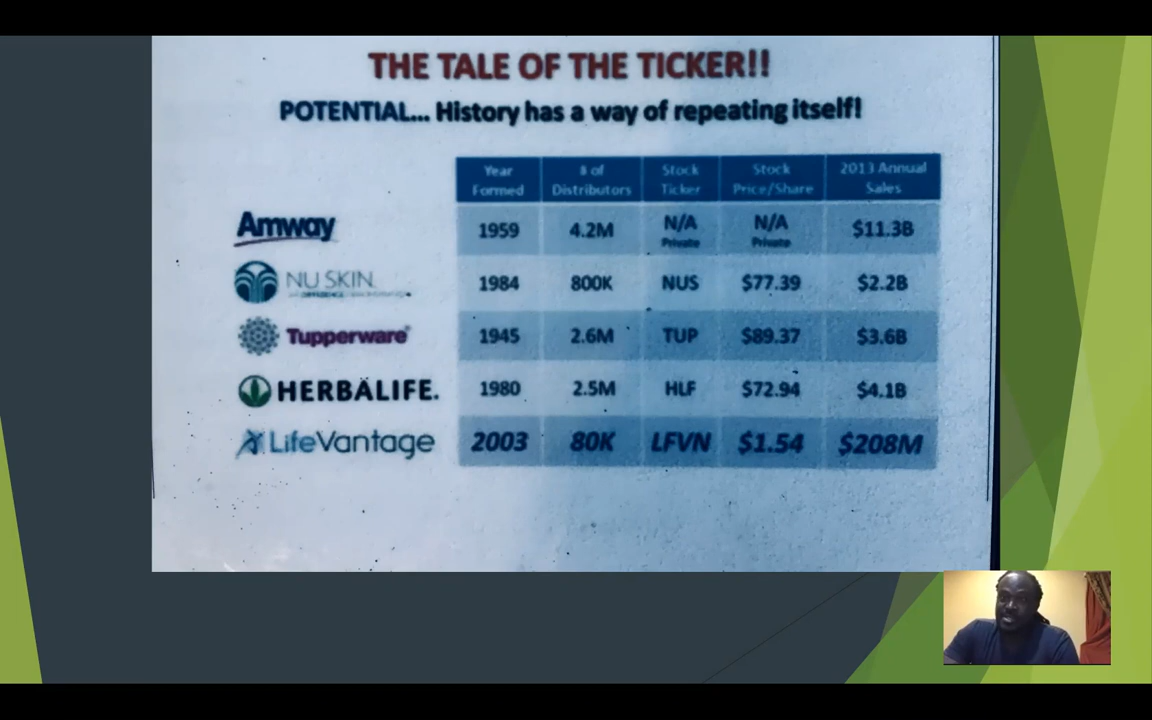 THE TALE OF THE TICKER!!
POTENTIAL... History has a way of repeating itself!
Year Formed # of Distributors Stock Ticker Stock Price/Share 2013 Annual Sales
Amway 1959 4.2M N/A Private N/A Private $11.3B
NU SKIN 1984 800K NUS $77.39 $2.2B
Tupperware 1945 2.6M TUP $89.37 $3.6B
HERBALIFE. 1980 2.5M HLF $72.94 $4.1B
LifeVantage 2003 80K LFVN $1.54 $208M